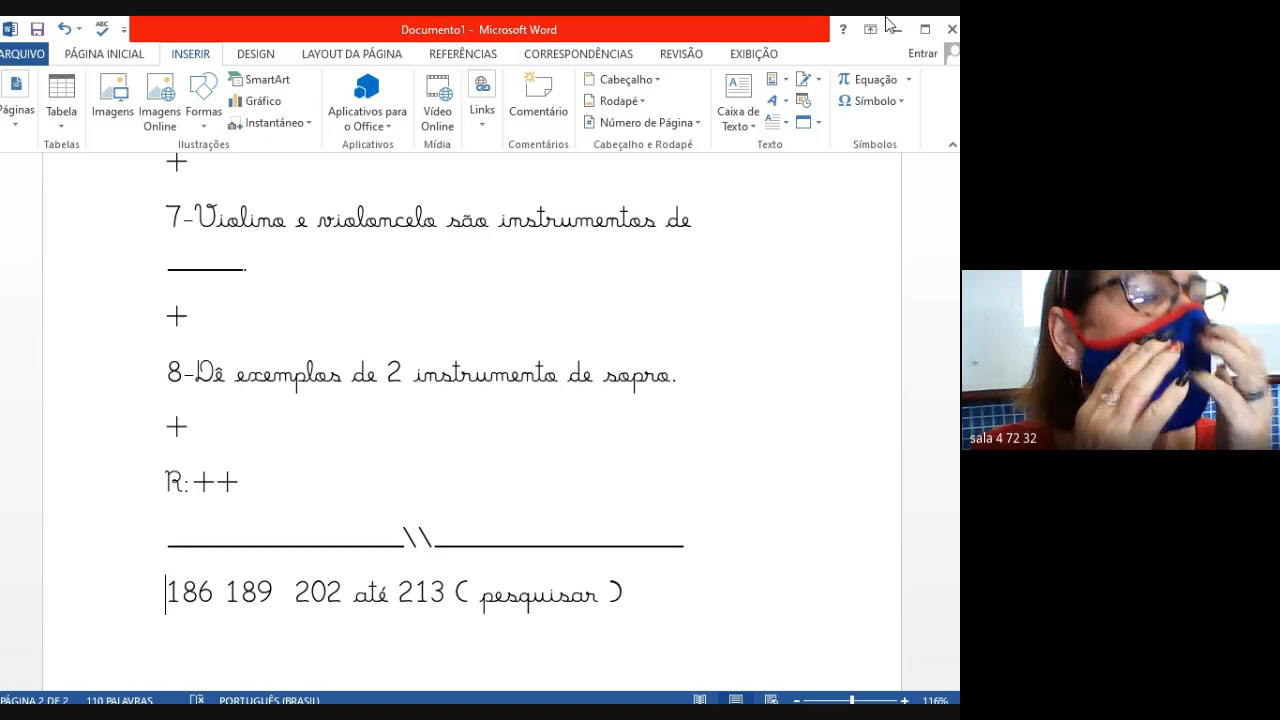 Documento1 - Microsoft Word
? 
ARQUIVO PÁGINA INICIAL INSERIR DESIGN LAYOUT DA PÁGINA REFERÊNCIAS CORRESPONDÊNCIAS REVISÃO EXIBIÇÃO Entrar
Páginas
Tabela
Imagens
Imagens Online
Formas
SmartArt
Gráfico
Instantâneo
Aplicativos para o Office
Vídeo Online
Links
Comentário
Cabeçalho
Rodapé
Número de Página
Caixa de Texto
Equação
Símbolo
Tabelas Ilustrações Aplicativos Mídia Comentários Cabeçalho e Rodapé Texto Símbolos
+
7-Violino e violoncelo são instrumentos de
______.
+
8-Dê exemplos de 2 instrumento de sopro.
+
R:++
___________________\\____________________
186 189 202 até 213 ( pesquisar )
sala 4 72 32
PÁGINA 2 DE 2 110 PALAVRAS PORTUGUÊS (BRASIL) 116%